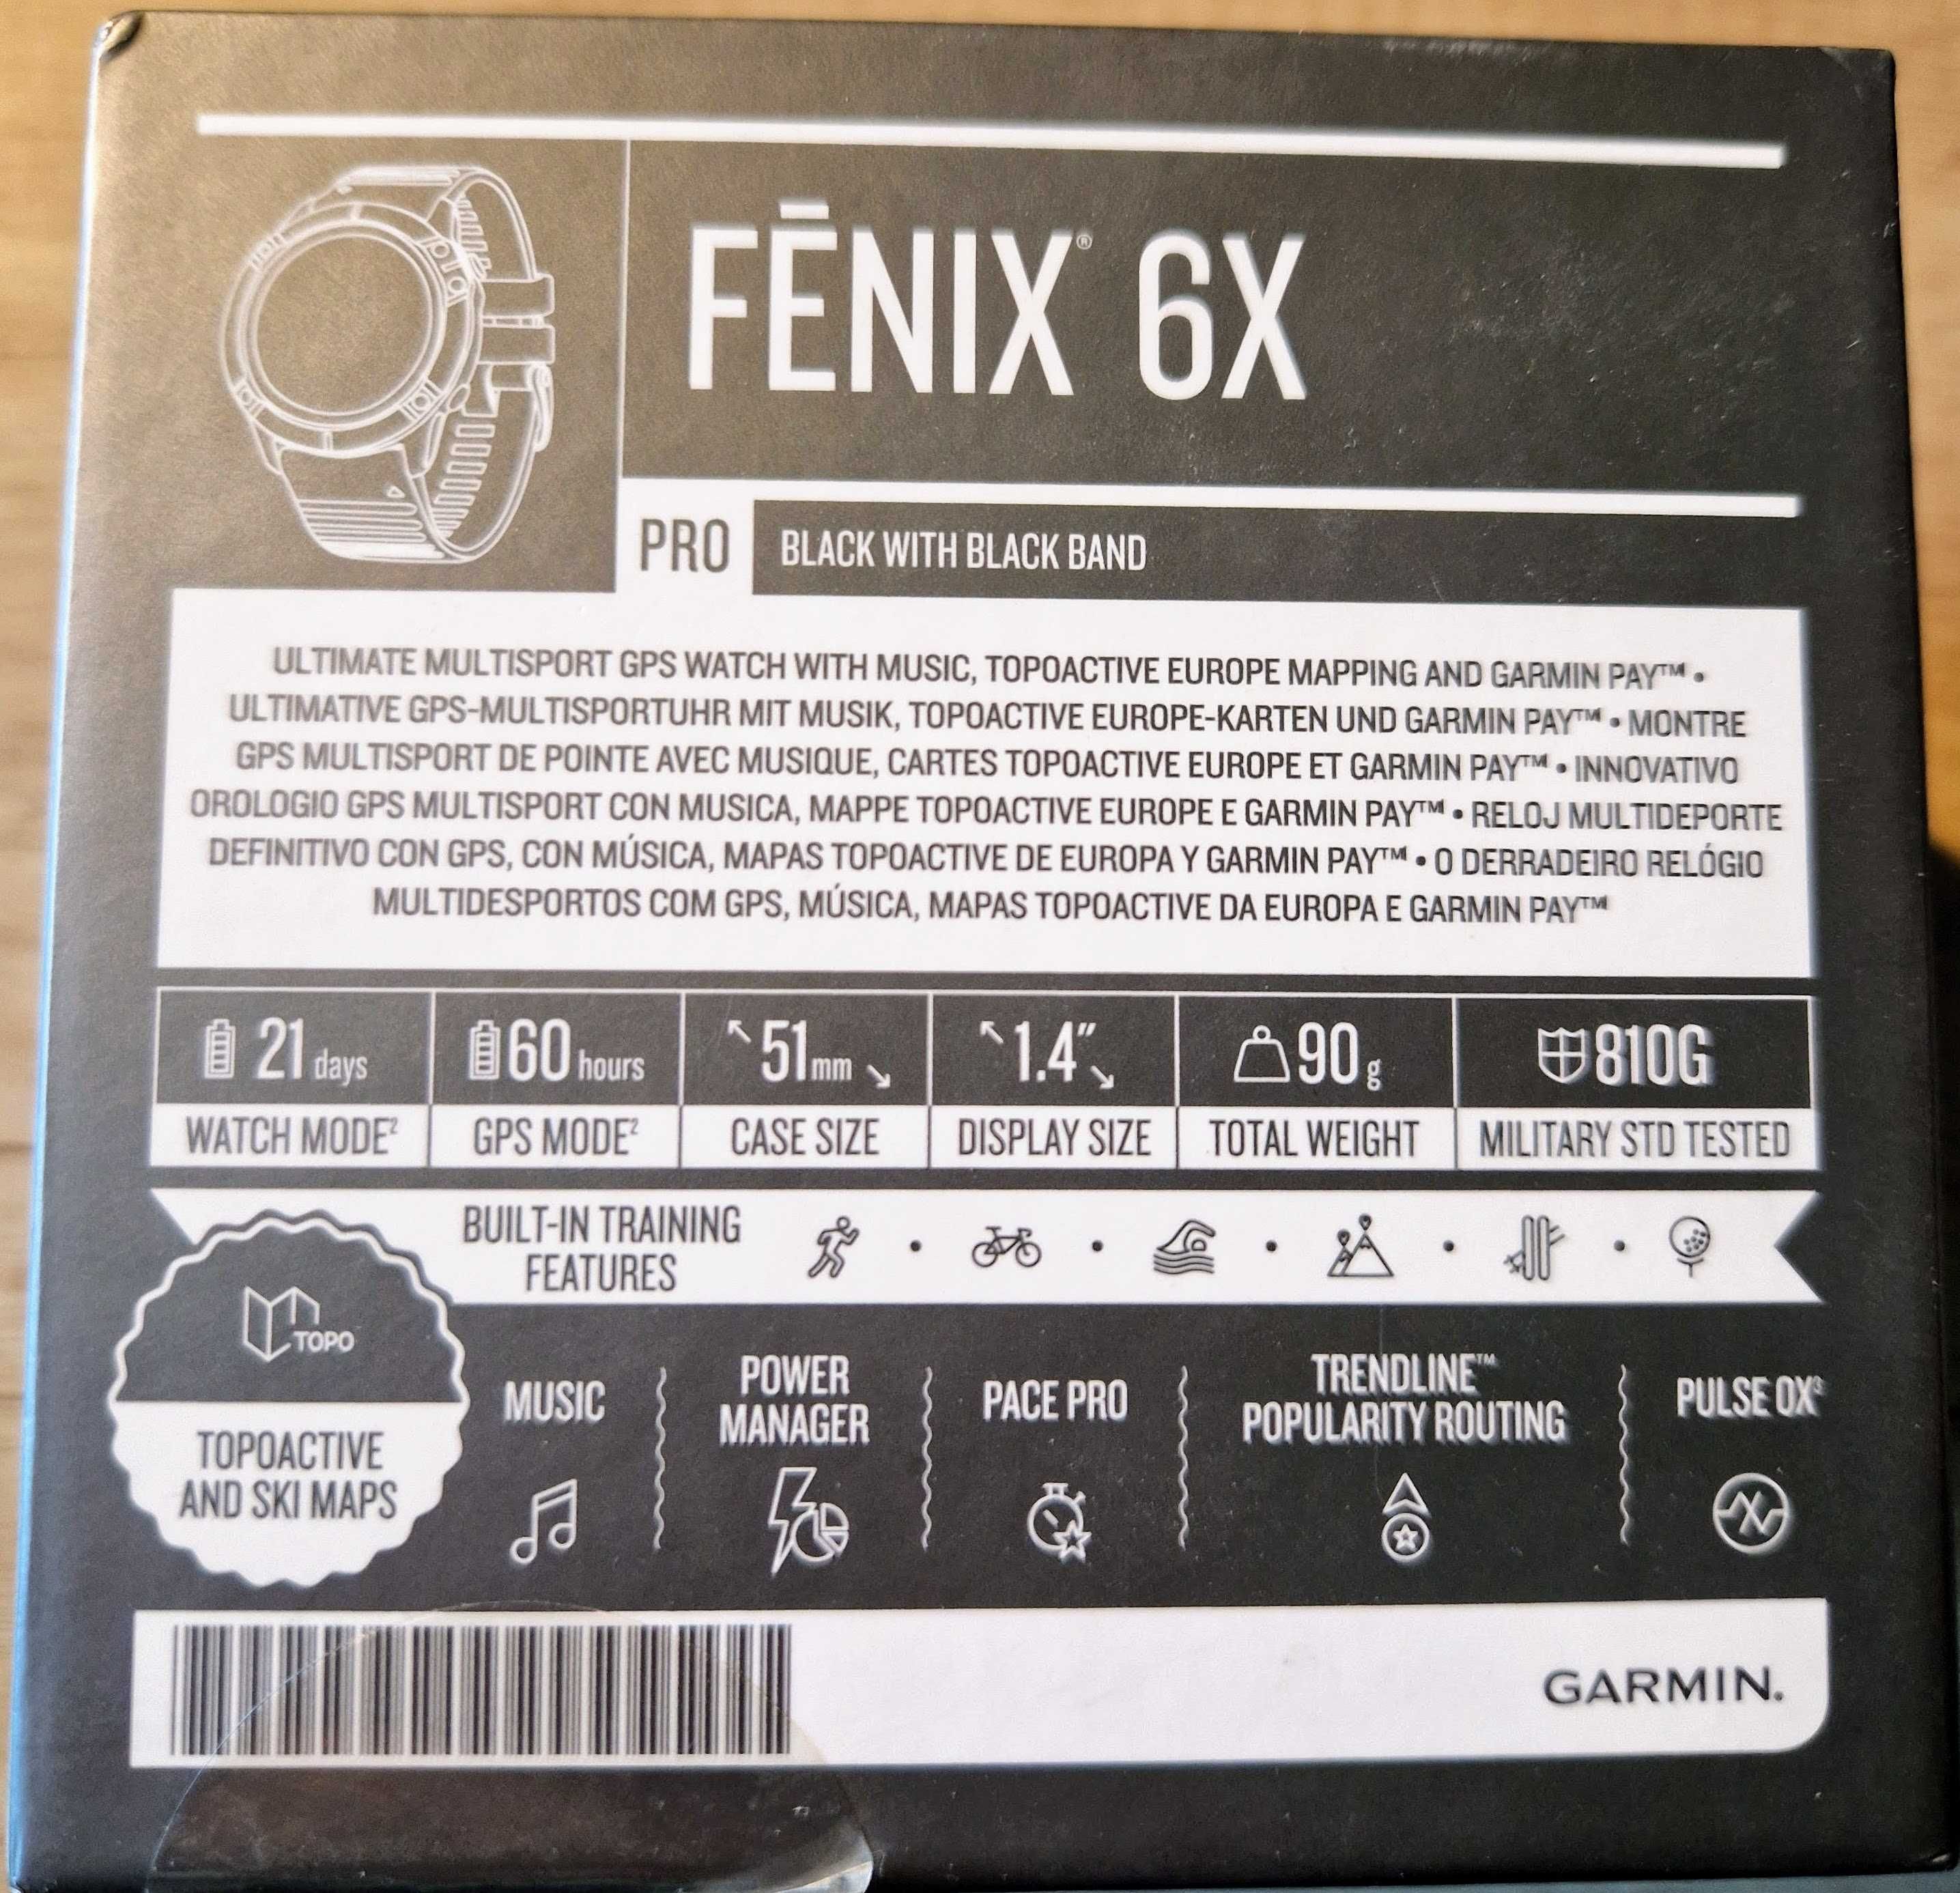 FĒNIX® 6X
PRO
BLACK WITH BLACK BAND
ULTIMATE MULTISPORT GPS WATCH WITH MUSIC, TOPOACTIVE EUROPE MAPPING AND GARMIN PAY™ •
ULTIMATIVE GPS-MULTISPORTUHR MIT MUSIK, TOPOACTIVE EUROPE-KARTEN UND GARMIN PAY™ • MONTRE
GPS MULTISPORT DE POINTE AVEC MUSIQUE, CARTES TOPOACTIVE EUROPE ET GARMIN PAY™ • INNOVATIVO
OROLOGIO GPS MULTISPORT CON MUSICA, MAPPE TOPOACTIVE EUROPE E GARMIN PAY™ • RELOJ MULTIDEPORTE
DEFINITIVO CON GPS, CON MÚSICA, MAPAS TOPOACTIVE DE EUROPA Y GARMIN PAY™ • O DERRADEIRO RELÓGIO
MULTIDESPORTOS COM GPS, MÚSICA, MAPAS TOPOACTIVE DA EUROPA E GARMIN PAY™
21 days
WATCH MODE²
60 hours
GPS MODE²
51mm
CASE SIZE
1.4″
DISPLAY SIZE
90 g
TOTAL WEIGHT
810G
MILITARY STD TESTED
BUILT-IN TRAINING
FEATURES
TOPO
TOPOACTIVE
AND SKI MAPS
MUSIC
POWER
MANAGER
PACE PRO
TRENDLINE™
POPULARITY ROUTING
PULSE OX³
GARMIN.